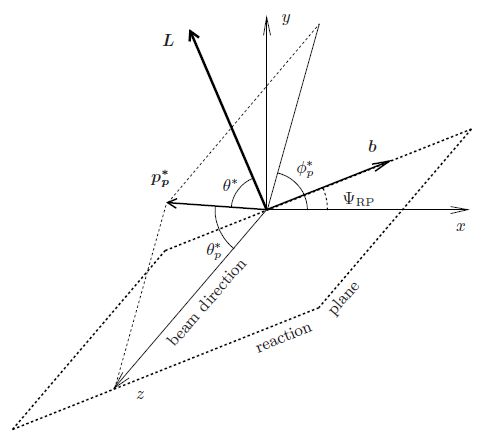 y
L
b
p*p
θ*
φ*p
ΨRP
x
θ*p
beam direction
plane
reaction
z